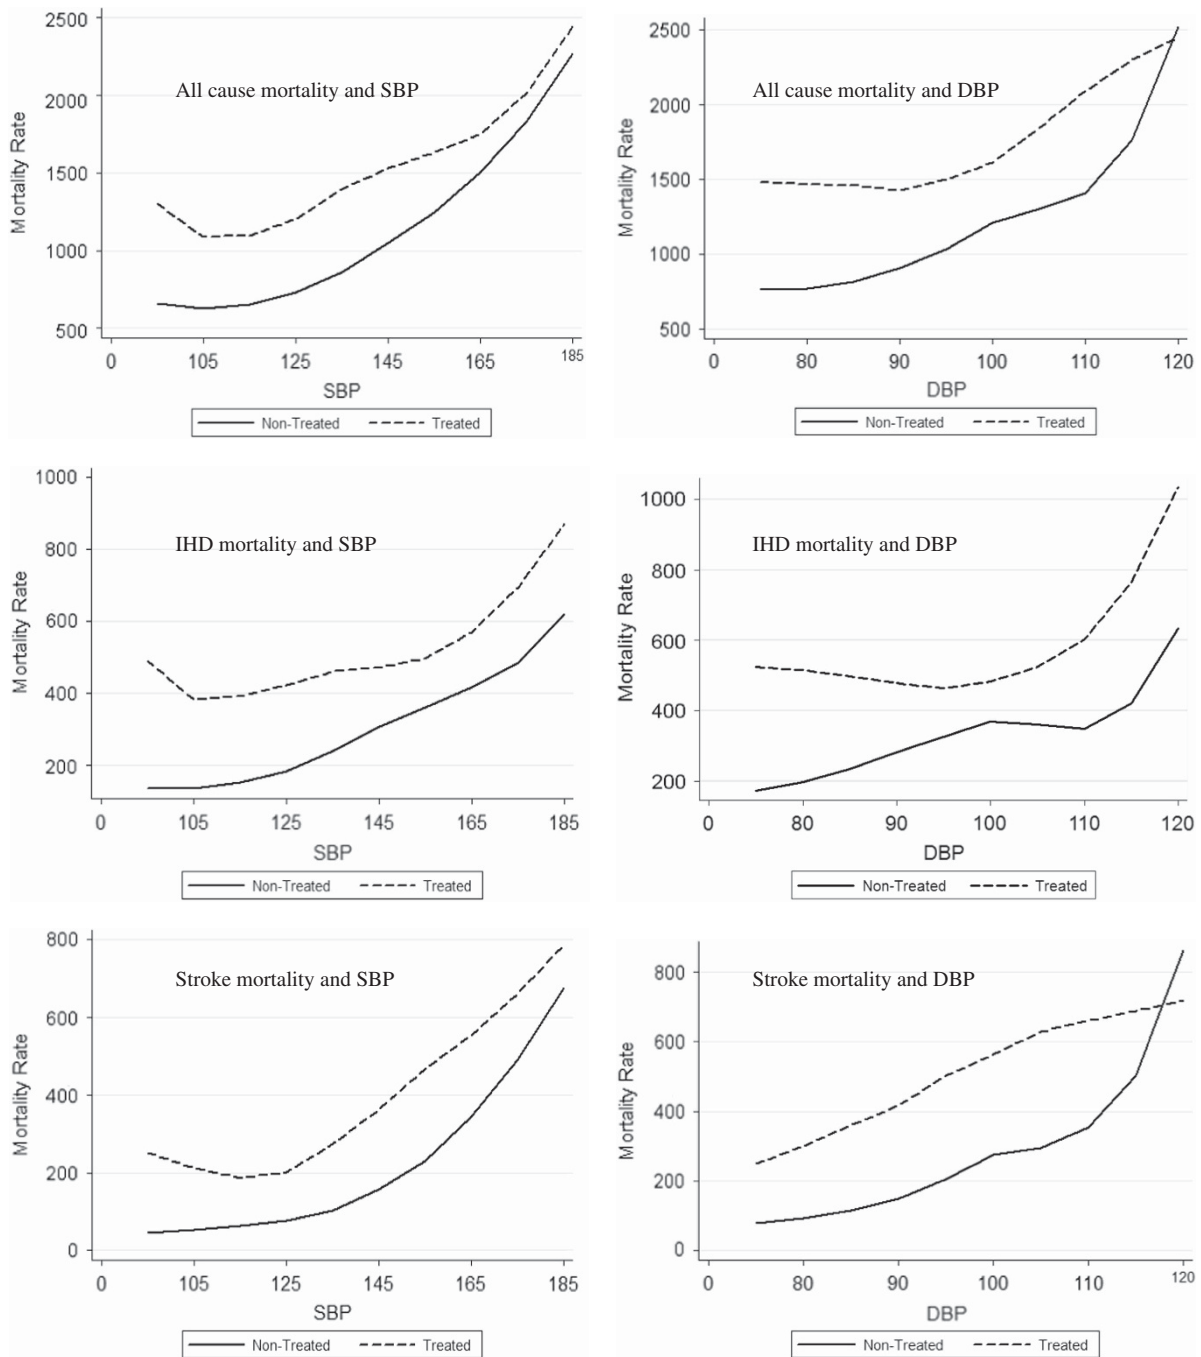 All cause mortality and SBP
Mortality Rate
2500
2000
1500
1000
500
0 105 125 145 165 185
SBP
Non-Treated Treated
All cause mortality and DBP
Mortality Rate
2500
2000
1500
1000
500
0 80 90 100 110 120
DBP
Non-Treated Treated
IHD mortality and SBP
Mortality Rate
1000
800
600
400
200
0 105 125 145 165 185
SBP
Non-Treated Treated
IHD mortality and DBP
Mortality Rate
1000
800
600
400
200
0 80 90 100 110 120
DBP
Non-Treated Treated
Stroke mortality and SBP
Mortality Rate
800
600
400
200
0
0 105 125 145 165 185
SBP
Non-Treated Treated
Stroke mortality and DBP
Mortality Rate
800
600
400
200
0
0 80 90 100 110 120
DBP
Non-Treated Treated